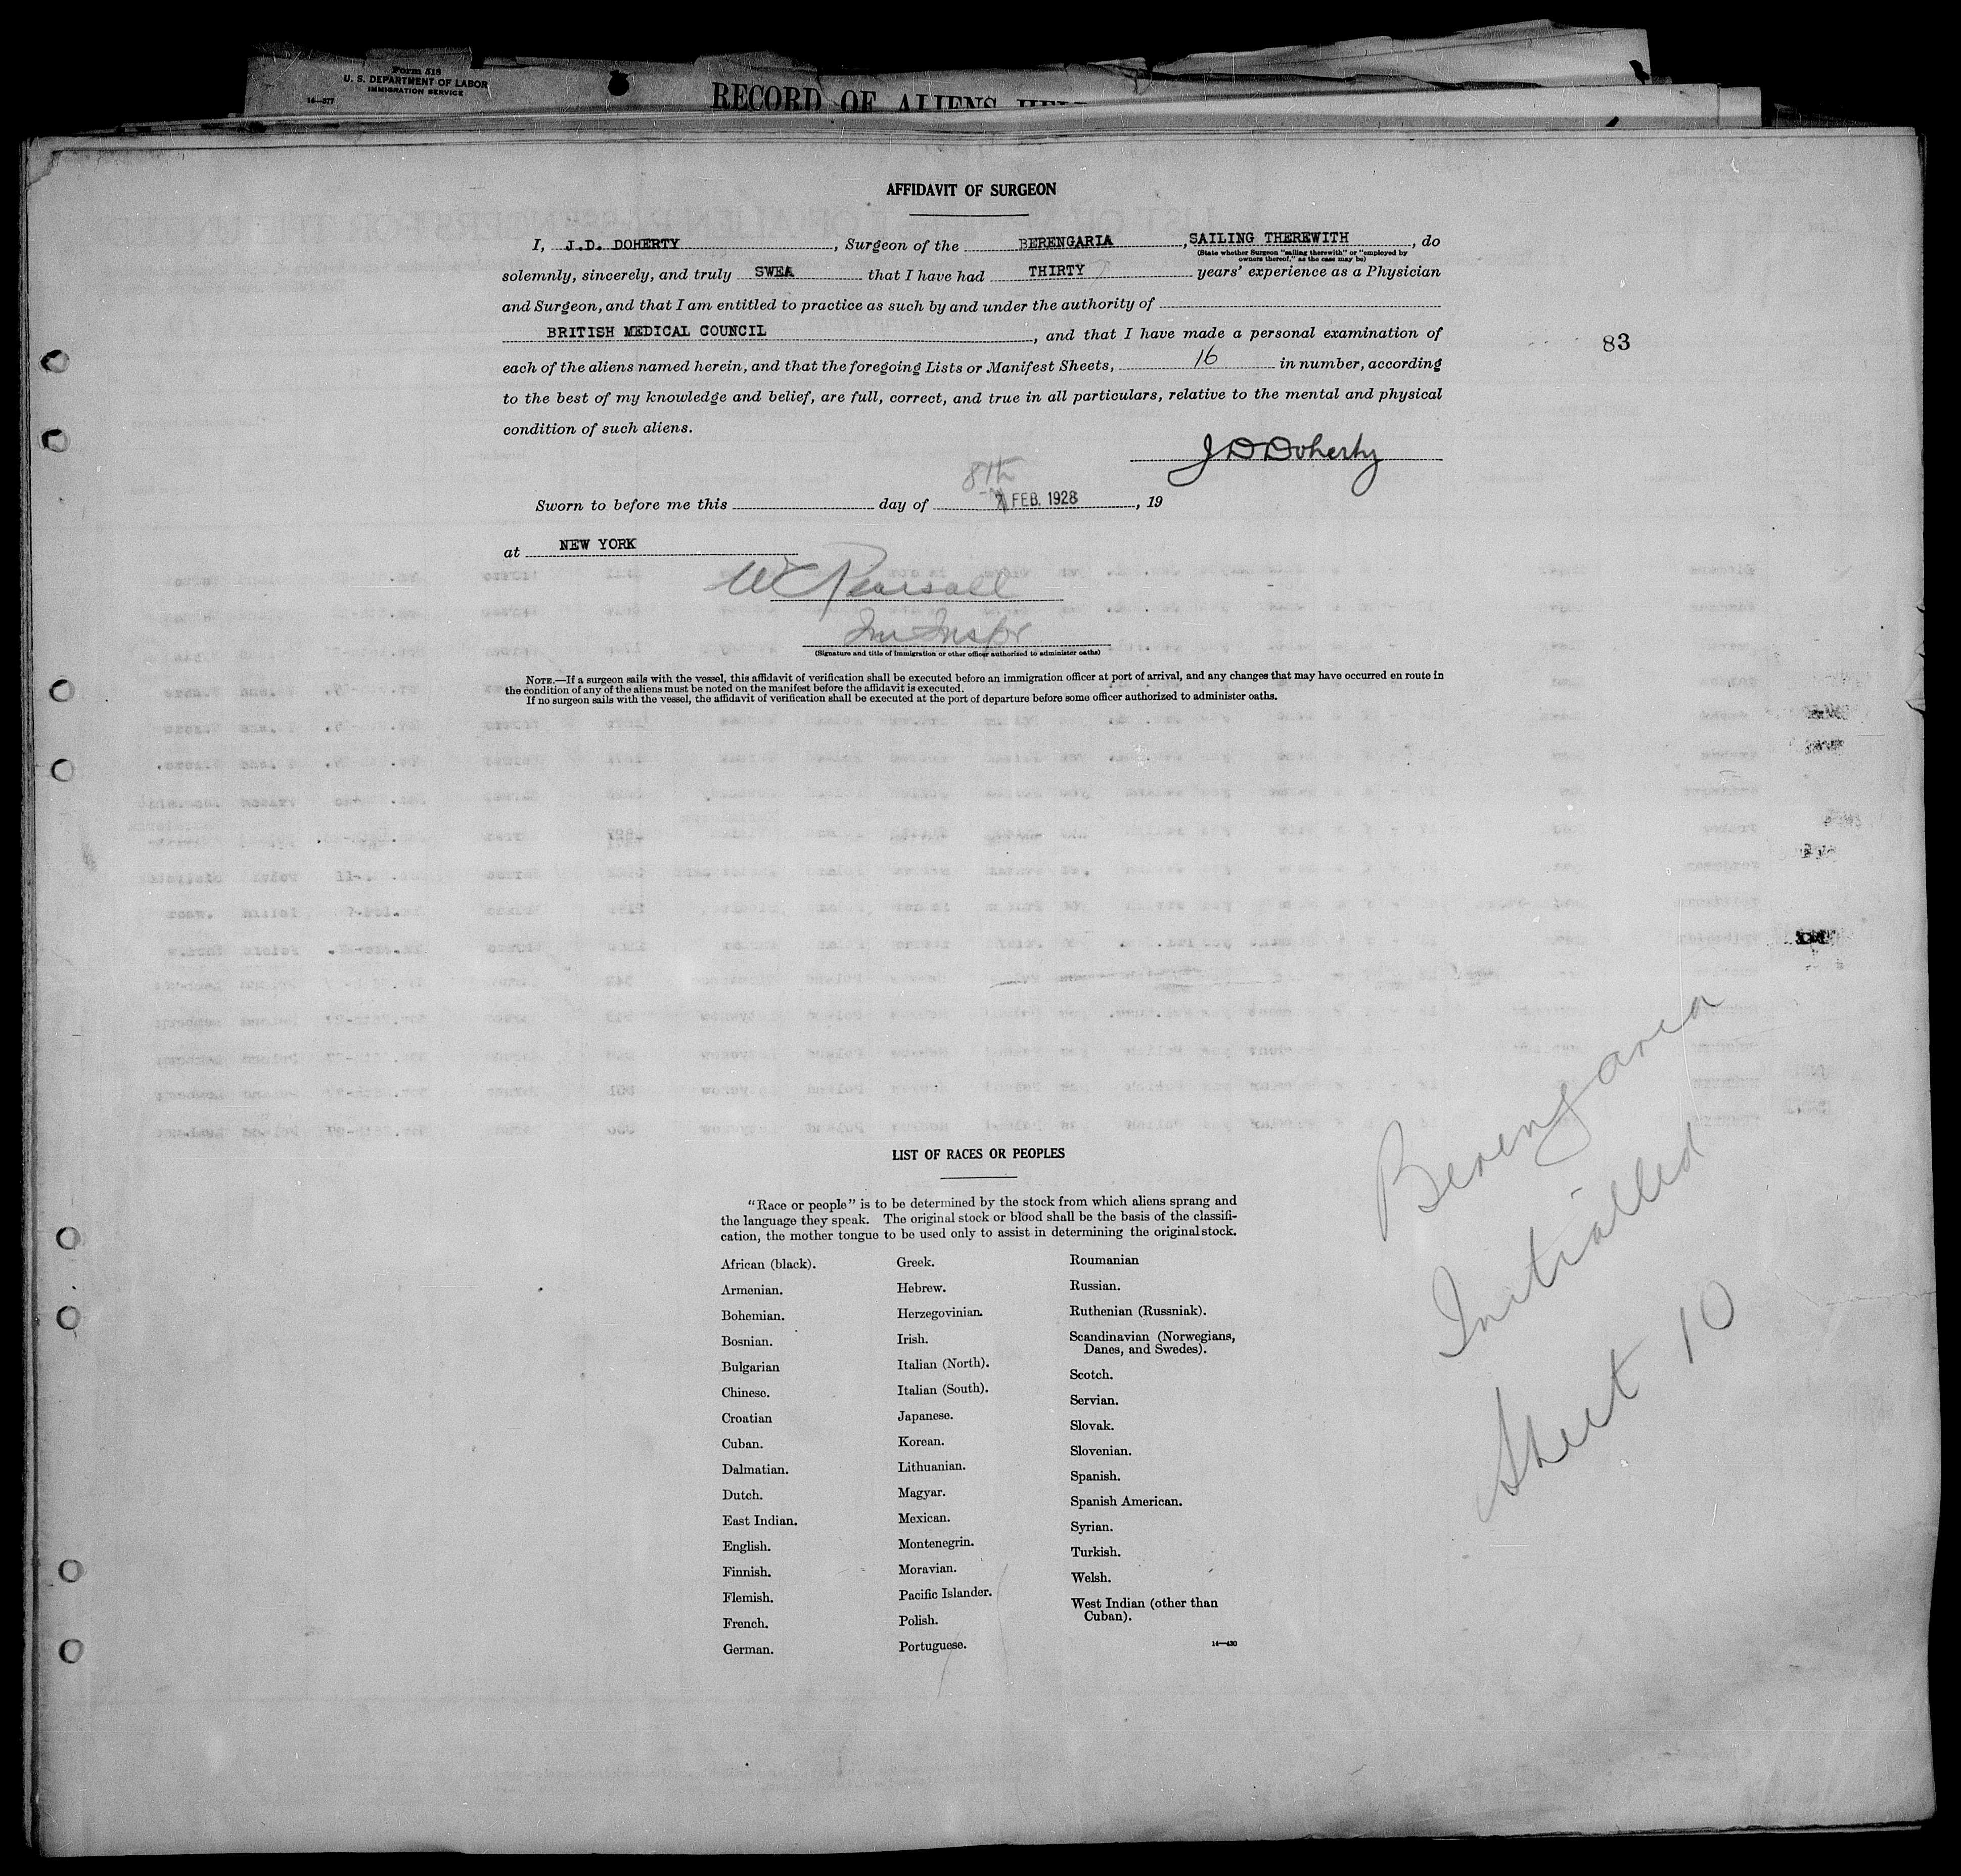 Form 518
U. S. DEPARTMENT OF LABOR
IMMIGRATION SERVICE
14—377
RECORD OF ALIENS HELD
AFFIDAVIT OF SURGEON
I, J.D. DOHERTY, Surgeon of the BERENGARIA, SAILING THEREWITH, do
(State whether Surgeon "sailing therewith" or "employed by
owners thereof," as the case may be)
solemnly, sincerely, and truly SWEA that I have had THIRTY years' experience as a Physician
and Surgeon, and that I am entitled to practice as such by and under the authority of
BRITISH MEDICAL COUNCIL, and that I have made a personal examination of
83
each of the aliens named herein, and that the foregoing Lists or Manifest Sheets, 16 in number, according
to the best of my knowledge and belief, are full, correct, and true in all particulars, relative to the mental and physical
condition of such aliens.
J D Doherty
8th
Sworn to before me this day of 7 FEB. 1928, 19
at NEW YORK
W C Pearsall
Im Inspr
(Signature and title of immigration or other officer authorized to administer oaths)
NOTE.—If a surgeon sails with the vessel, this affidavit of verification shall be executed before an immigration officer at port of arrival, and any changes that may have occurred en route in
the condition of any of the aliens must be noted on the manifest before the affidavit is executed.
If no surgeon sails with the vessel, the affidavit of verification shall be executed at the port of departure before some officer authorized to administer oaths.
LIST OF RACES OR PEOPLES
"Race or people" is to be determined by the stock from which aliens sprang and
the language they speak. The original stock or blood shall be the basis of the classifi-
cation, the mother tongue to be used only to assist in determining the original stock.
African (black).
Armenian.
Bohemian.
Bosnian.
Bulgarian
Chinese.
Croatian
Cuban.
Dalmatian.
Dutch.
East Indian.
English.
Finnish.
Flemish.
French.
German.
Greek.
Hebrew.
Herzegovinian.
Irish.
Italian (North).
Italian (South).
Japanese.
Korean.
Lithuanian.
Magyar.
Mexican.
Montenegrin.
Moravian.
Pacific Islander.
Polish.
Portuguese.
Roumanian
Russian.
Ruthenian (Russniak).
Scandinavian (Norwegians,
Danes, and Swedes).
Scotch.
Servian.
Slovak.
Slovenian.
Spanish.
Spanish American.
Syrian.
Turkish.
Welsh.
West Indian (other than
Cuban).
14—430
Berengaria
Initialled
Sheet 10